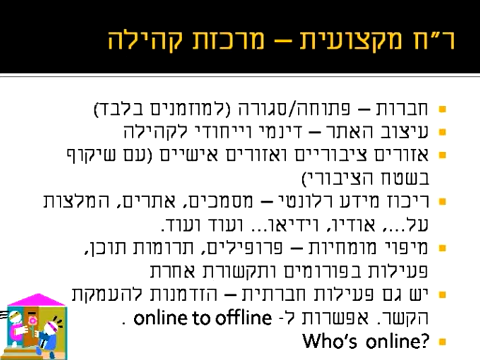 ר״ח מקצועית – מרכזת קהילה
חברות – פתוחה/סגורה (למוזמנים בלבד)
עיצוב האתר – דינמי וייחודי לקהילה
אזורים ציבוריים ואזורים אישיים (עם שיקוף
בשטח הציבורי)
ריכוז מידע רלונטי – מסמכים, אתרים, המלצות
על..., אודיו, וידיאו... ועוד ועוד.
מיפוי מומחיות – פרופילים, תרומות תוכן,
פעילות בפורומים ותקשורת אחרת
יש גם פעילות חברתית – הזדמנות להעמקת
הקשר. אפשרות ל- online to offline .
Who's online?